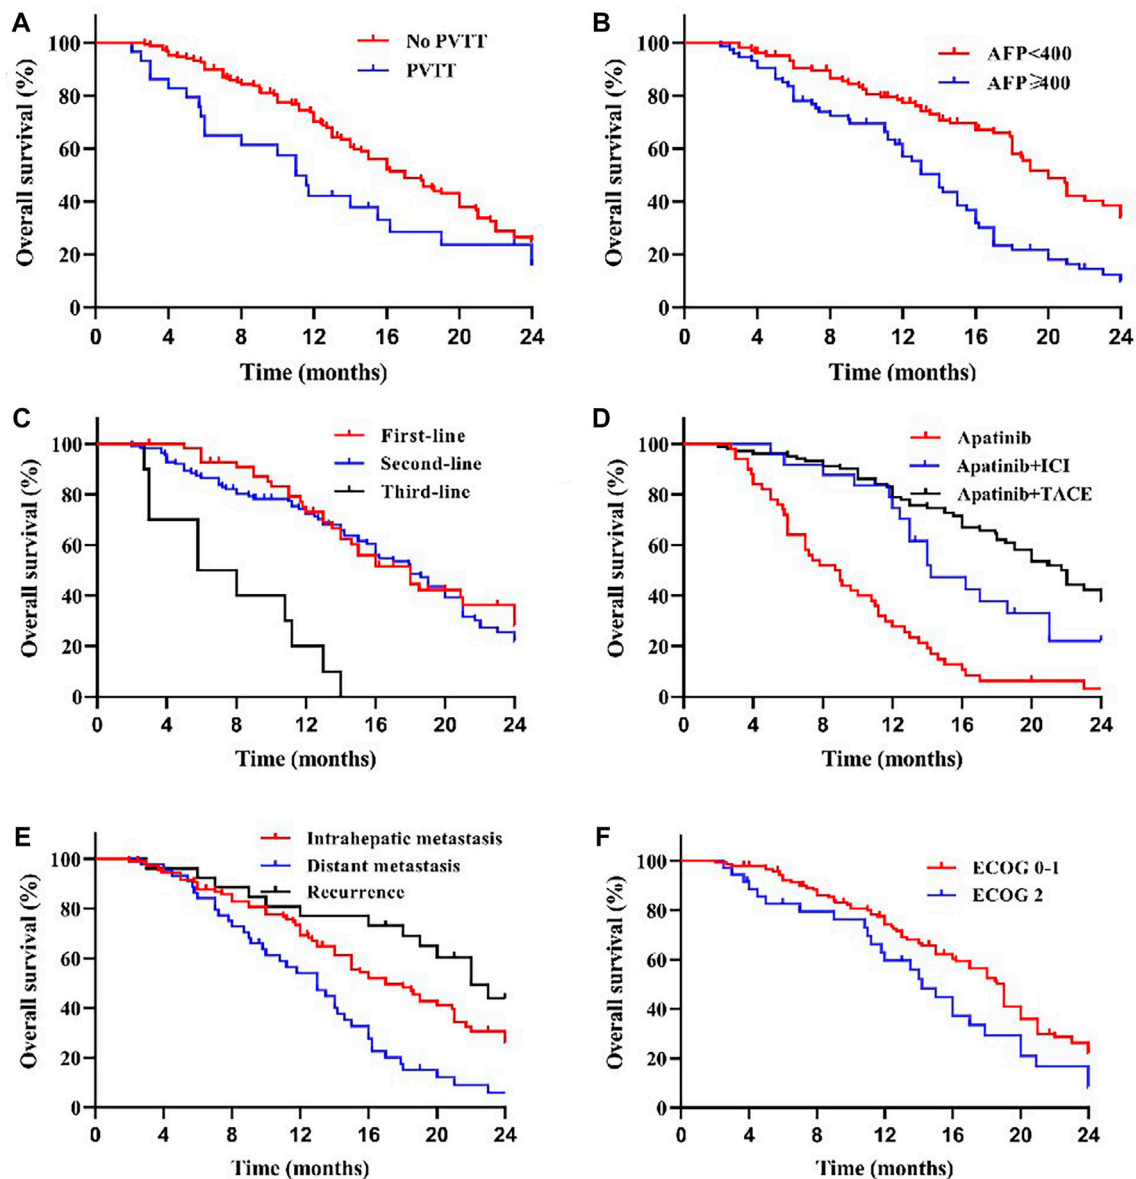 A
No PVTT
PVTT
Overall survival (%)
100
80
60
40
20
0
0 4 8 12 16 20 24
Time (months)
B
AFP<400
AFP≥400
Overall survival (%)
100
80
60
40
20
0
0 4 8 12 16 20 24
Time (months)
C
First-line
Second-line
Third-line
Overall survival (%)
100
80
60
40
20
0
0 4 8 12 16 20 24
Time (months)
D
Apatinib
Apatinib+ICI
Apatinib+TACE
Overall survival (%)
100
80
60
40
20
0
0 4 8 12 16 20 24
Time (months)
E
Intrahepatic metastasis
Distant metastasis
Recurrence
Overall survival (%)
100
80
60
40
20
0
0 4 8 12 16 20 24
Time (months)
F
ECOG 0-1
ECOG 2
Overall survival (%)
100
80
60
40
20
0
0 4 8 12 16 20 24
Time (months)